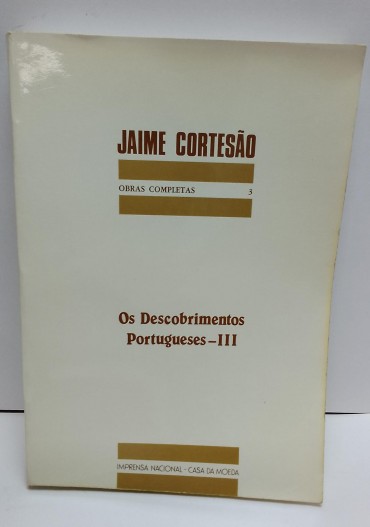 JAIME CORTESÃO
OBRAS COMPLETAS 3
Os Descobrimentos
Portugueses-III
IMPRENSA NACIONAL - CASA DA MOEDA